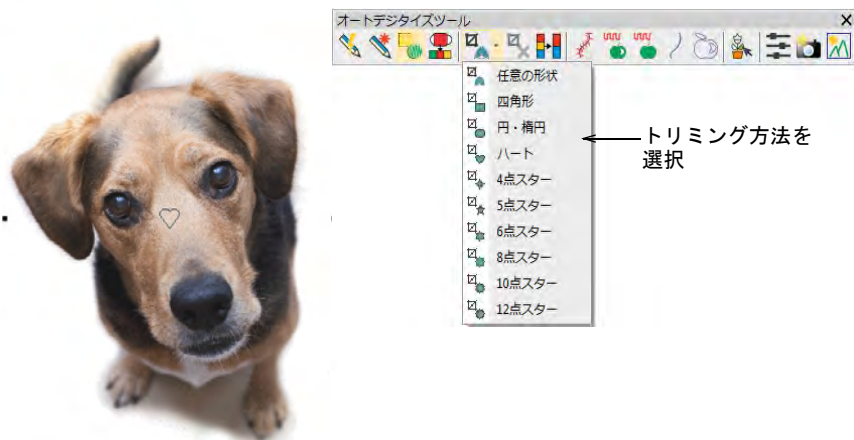 オートデジタイズツール
任意の形状
四角形
円・楕円
ハート
4点スター
5点スター
6点スター
8点スター
10点スター
12点スター
トリミング方法を
選択